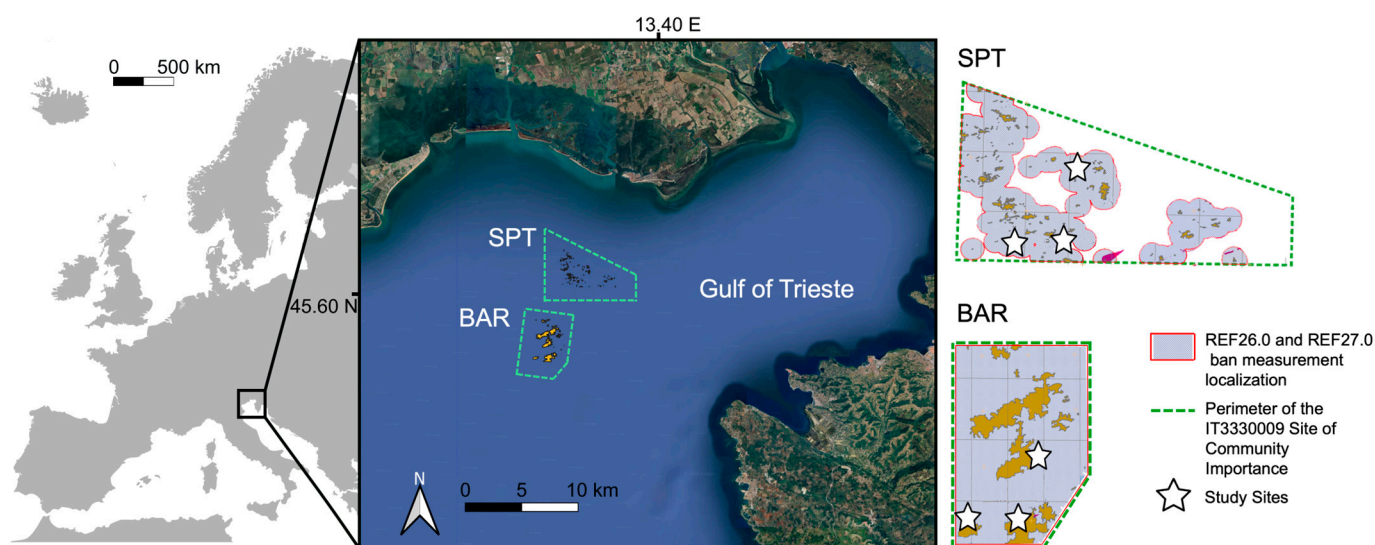 13.40 E
0 500 km
45.60 N
SPT
BAR
Gulf of Trieste
N
0 5 10 km
SPT
BAR
REF26.0 and REF27.0
ban measurement
localization
Perimeter of the
IT3330009 Site of
Community
Importance
Study Sites